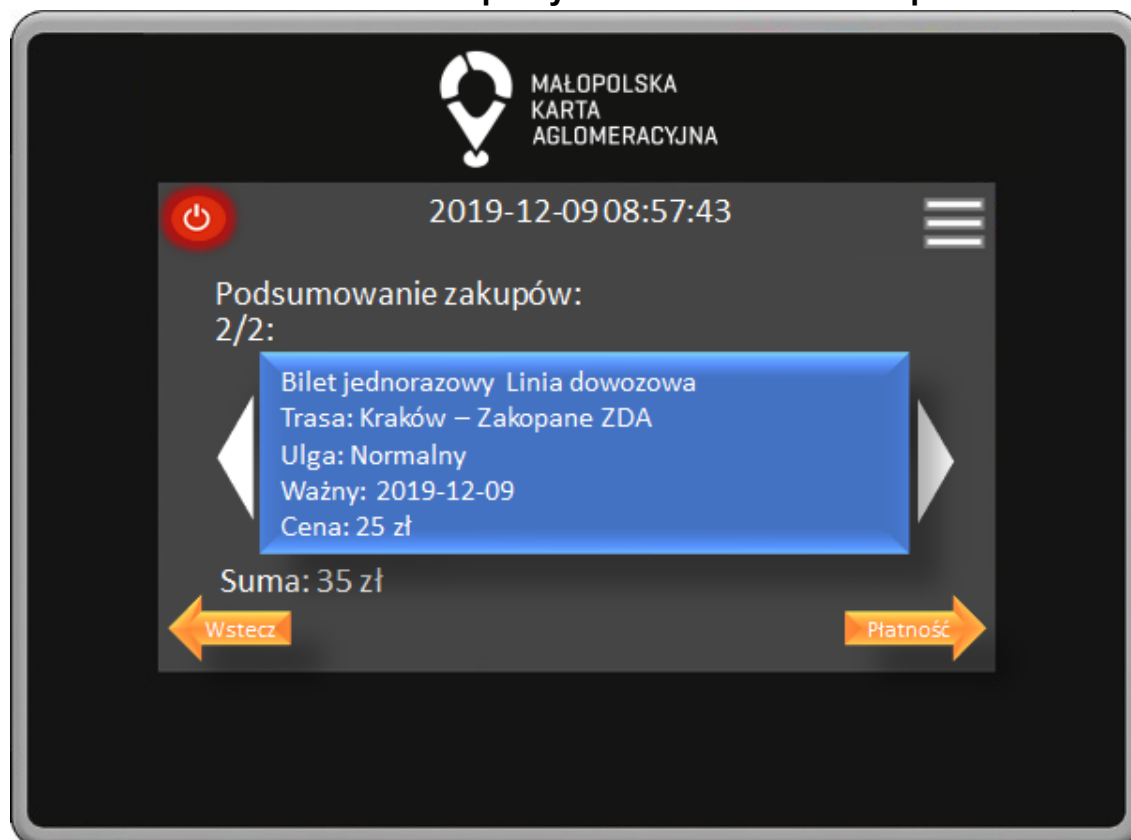 MAŁOPOLSKA
KARTA
AGLOMERACYJNA
2019-12-09 08:57:43
Podsumowanie zakupów:
2/2:
Bilet jednorazowy Linia dowozowa
Trasa: Kraków – Zakopane ZDA
Ulga: Normalny
Ważny: 2019-12-09
Cena: 25 zł
Suma: 35 zł
Wstecz
Płatność